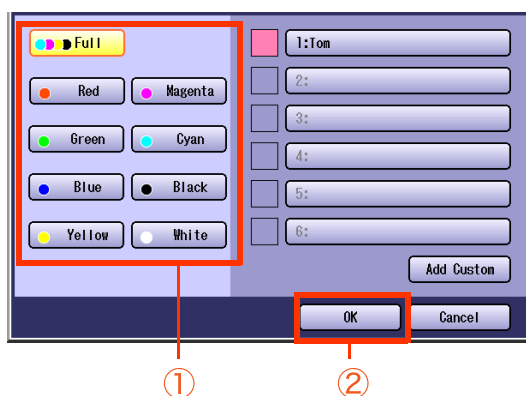 Full
1:Tom
Red
Magenta
2:
Green
Cyan
3:
4:
Blue
Black
5:
Yellow
White
6:
Add Custom
OK
Cancel
①
②